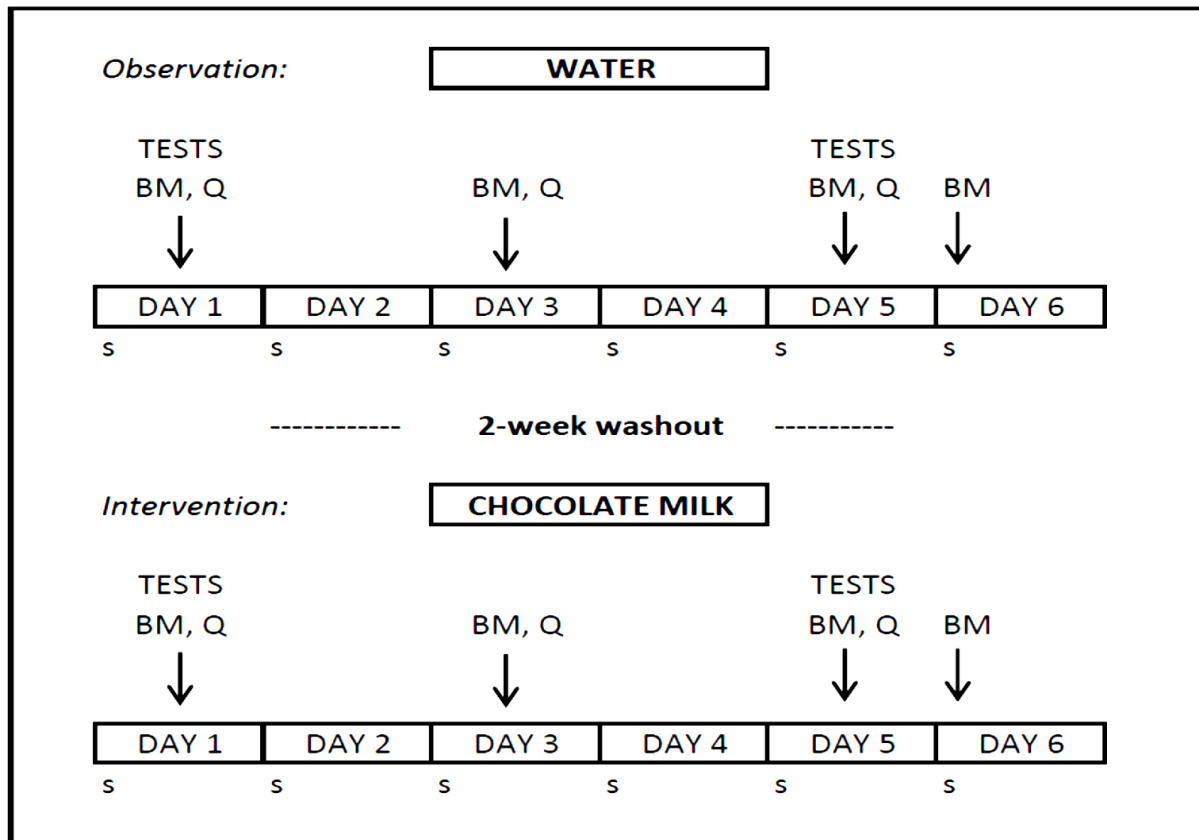 Observation: WATER
TESTS TESTS
BM, Q BM, Q BM, Q BM
DAY 1 DAY 2 DAY 3 DAY 4 DAY 5 DAY 6
s s s s s s
------------ 2-week washout -----------
Intervention: CHOCOLATE MILK
TESTS TESTS
BM, Q BM, Q BM, Q BM
DAY 1 DAY 2 DAY 3 DAY 4 DAY 5 DAY 6
s s s s s s